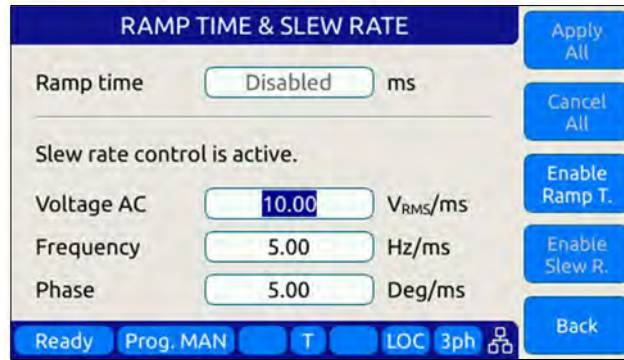 RAMP TIME & SLEW RATE
Apply All
Ramp time Disabled ms
Cancel All
Slew rate control is active.
Enable Ramp T.
Voltage AC 10.00 VRMS/ms
Frequency 5.00 Hz/ms
Enable Slew R.
Phase 5.00 Deg/ms
Back
Ready Prog. MAN T LOC 3ph